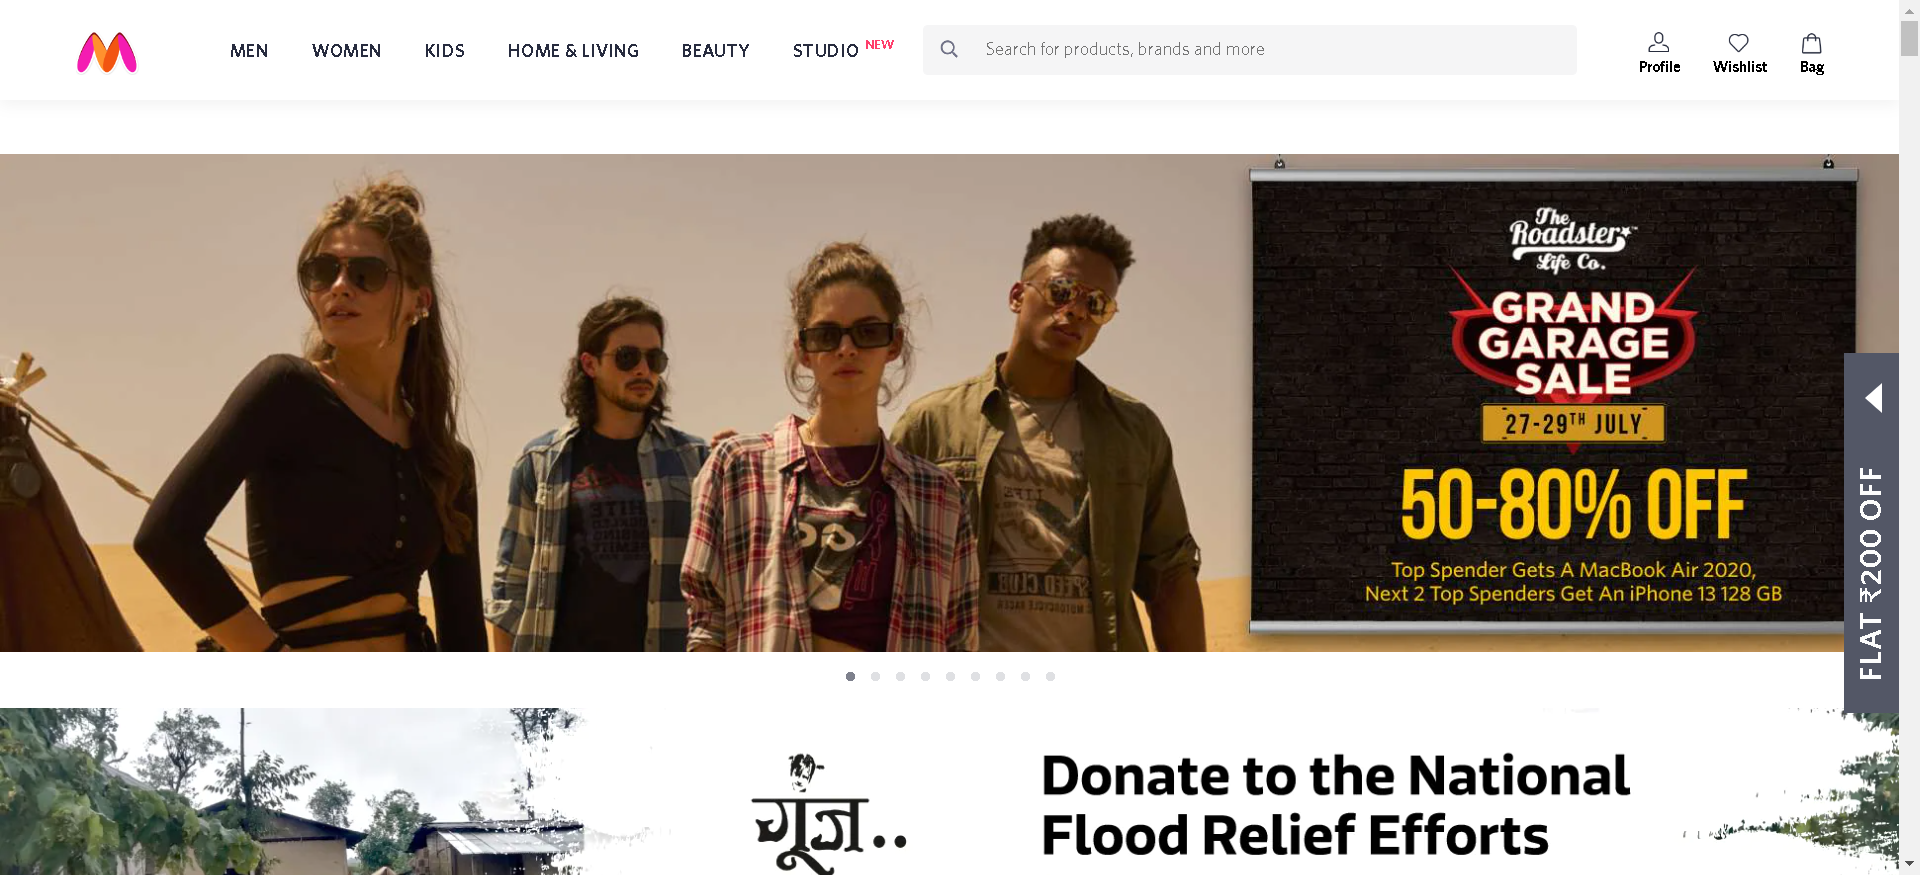 MEN WOMEN KIDS HOME & LIVING BEAUTY STUDIO NEW Search for products, brands and more Profile Wishlist Bag
The
Roadster
Life Co.
GRAND
GARAGE
SALE
27-29TH JULY
50-80% OFF
Top Spender Gets A MacBook Air 2020,
Next 2 Top Spenders Get An iPhone 13 128 GB
FLAT ₹200 OFF
गूंज..
Donate to the National
Flood Relief Efforts